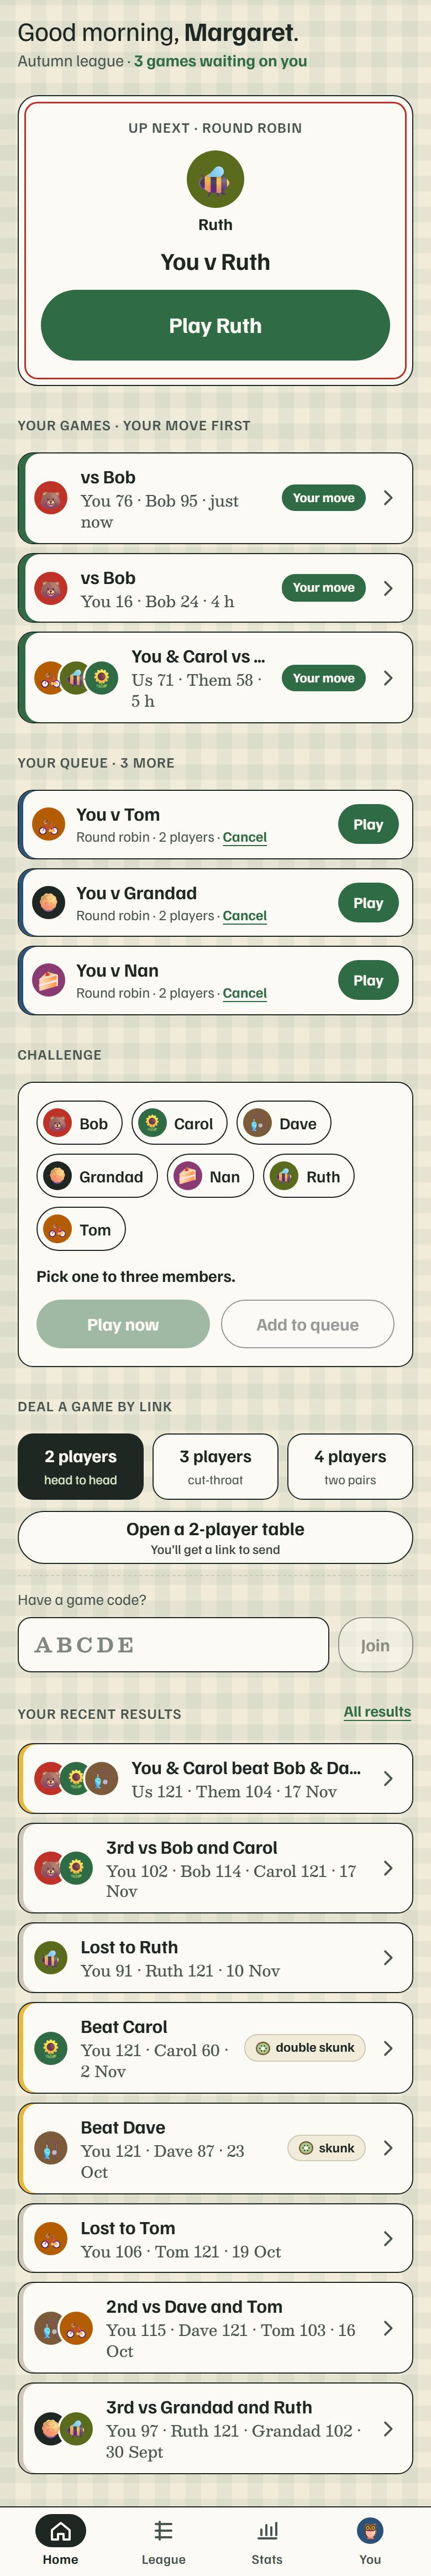 Good morning, Margaret.
Autumn league · 3 games waiting on you
UP NEXT · ROUND ROBIN
Ruth
You v Ruth
Play Ruth
YOUR GAMES · YOUR MOVE FIRST
vs Bob
You 76 · Bob 95 · just
now
Your move
vs Bob
You 16 · Bob 24 · 4 h
Your move
You & Carol vs ...
Us 71 · Them 58 ·
5 h
Your move
YOUR QUEUE · 3 MORE
You v Tom
Round robin · 2 players · Cancel
Play
You v Grandad
Round robin · 2 players · Cancel
Play
You v Nan
Round robin · 2 players · Cancel
Play
CHALLENGE
Bob
Carol
Dave
Grandad
Nan
Ruth
Tom
Pick one to three members.
Play now
Add to queue
DEAL A GAME BY LINK
2 players
head to head
3 players
cut-throat
4 players
two pairs
Open a 2-player table
You'll get a link to send
Have a game code?
ABCDE
Join
YOUR RECENT RESULTS
All results
You & Carol beat Bob & Da...
Us 121 · Them 104 · 17 Nov
3rd vs Bob and Carol
You 102 · Bob 114 · Carol 121 · 17
Nov
Lost to Ruth
You 91 · Ruth 121 · 10 Nov
Beat Carol
You 121 · Carol 60 ·
2 Nov
double skunk
Beat Dave
You 121 · Dave 87 · 23
Oct
skunk
Lost to Tom
You 106 · Tom 121 · 19 Oct
2nd vs Dave and Tom
You 115 · Dave 121 · Tom 103 · 16
Oct
3rd vs Grandad and Ruth
You 97 · Ruth 121 · Grandad 102 ·
30 Sept
Home
League
Stats
You